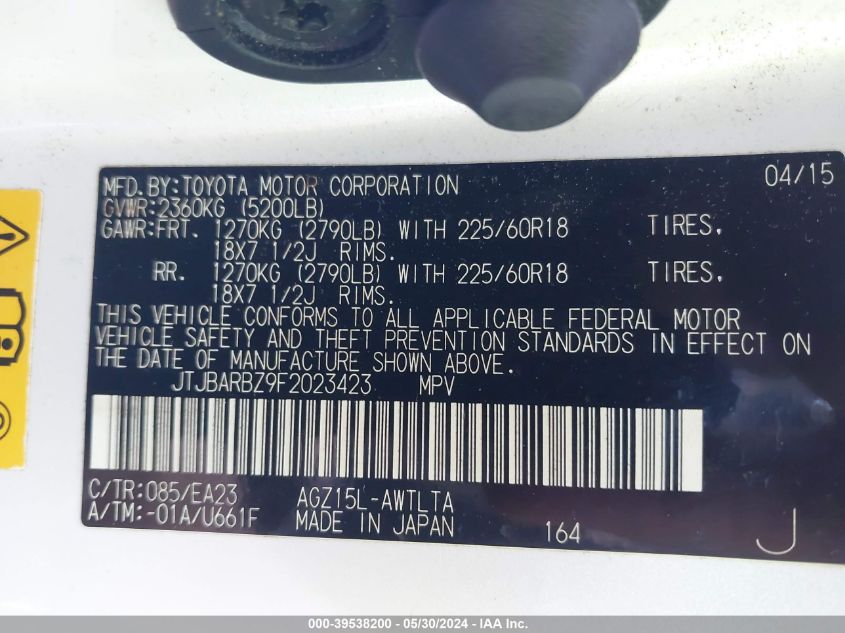 MFD.BY:TOYOTA MOTOR CORPORATION 04/15
GVWR:2360KG (5200LB)
GAWR:FRT. 1270KG (2790LB) WITH 225/60R18 TIRES,
18X7 1/2J RIMS.
RR. 1270KG (2790LB) WITH 225/60R18 TIRES,
18X7 1/2J RIMS.
THIS VEHICLE CONFORMS TO ALL APPLICABLE FEDERAL MOTOR
VEHICLE SAFETY AND THEFT PREVENTION STANDARDS IN EFFECT ON
THE DATE OF MANUFACTURE SHOWN ABOVE.
JTJBARBZ9F2023423 MPV
C/TR:085/EA23 AGZ15L-AWTLTA
A/TM:-01A/U661F MADE IN JAPAN 164 J
000-39538200 - 05/30/2024 - IAA Inc.